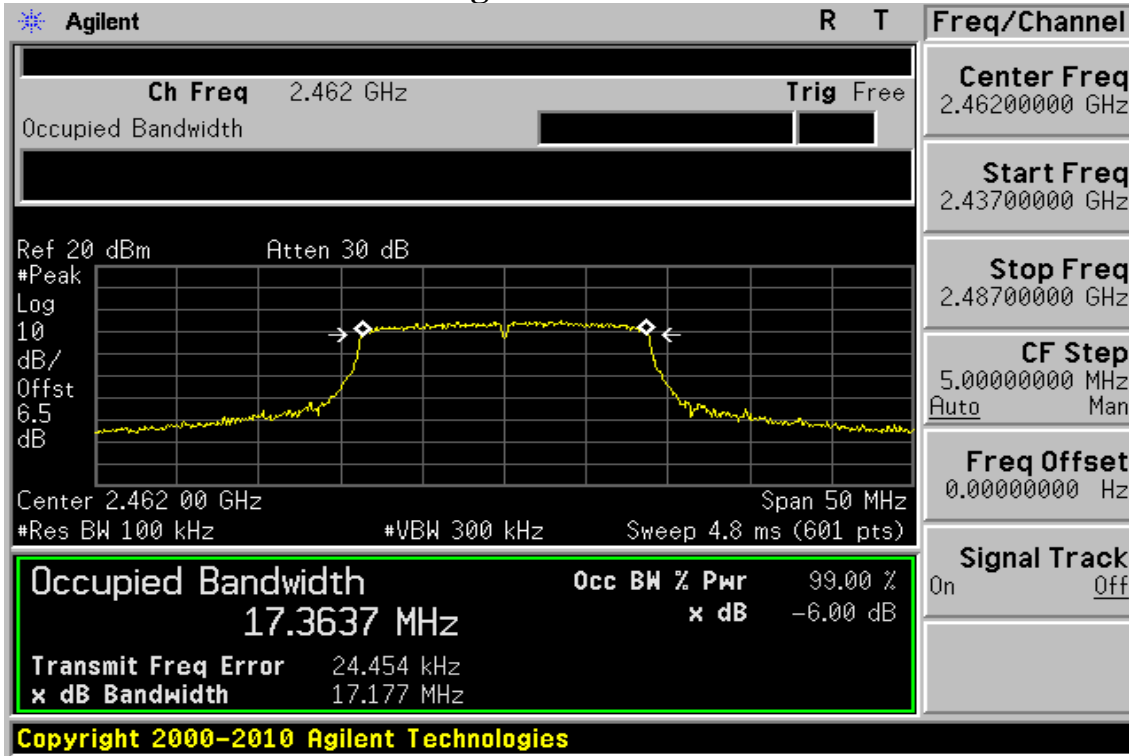 Agilent R T Freq/Channel
Ch Freq 2.462 GHz Trig Free
Occupied Bandwidth
Center Freq
2.46200000 GHz
Start Freq
2.43700000 GHz
Stop Freq
2.48700000 GHz
CF Step
5.00000000 MHz
Auto Man
Freq Offset
0.00000000 Hz
Signal Track
On Off
Ref 20 dBm Atten 30 dB
#Peak
Log
10
dB/
Offst
6.5
dB
Center 2.462 00 GHz Span 50 MHz
#Res BW 100 kHz #VBW 300 kHz Sweep 4.8 ms (601 pts)
Occupied Bandwidth Occ BW % Pwr 99.00 %
17.3637 MHz x dB -6.00 dB
Transmit Freq Error 24.454 kHz
x dB Bandwidth 17.177 MHz
Copyright 2000-2010 Agilent Technologies